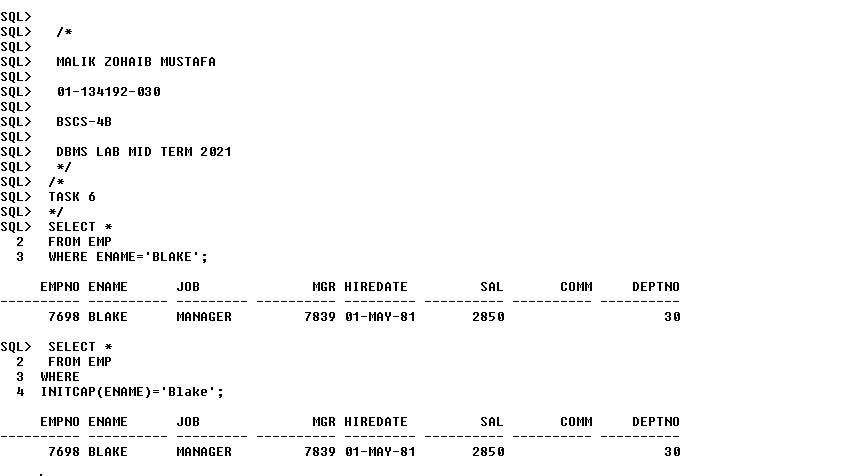 SQL>
SQL> /*
SQL>
SQL> MALIK ZOHAIB MUSTAFA
SQL>
SQL> 01-134192-030
SQL>
SQL> BSCS-4B
SQL>
SQL> DBMS LAB MID TERM 2021
SQL> */
SQL> /*
SQL> TASK 6
SQL> */
SQL> SELECT *
2 FROM EMP
3 WHERE ENAME='BLAKE';
EMPNO ENAME JOB MGR HIREDATE SAL COMM DEPTNO
---------- ---------- --------- ---------- --------- ---------- ---------- ----------
7698 BLAKE MANAGER 7839 01-MAY-81 2850 30
SQL> SELECT *
2 FROM EMP
3 WHERE
4 INITCAP(ENAME)='Blake';
EMPNO ENAME JOB MGR HIREDATE SAL COMM DEPTNO
---------- ---------- --------- ---------- --------- ---------- ---------- ----------
7698 BLAKE MANAGER 7839 01-MAY-81 2850 30